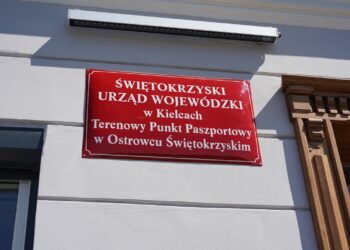 ŚWIĘTOKRZYSKI
URZĄD WOJEWÓDZKI
w Kielcach
Terenowy Punkt Paszportowy
w Ostrowcu Świętokrzyskim